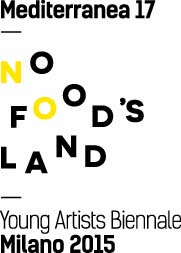 Mediterranea 17
—
NO
FOOD'S
LAND
—
Young Artists Biennale
Milano 2015